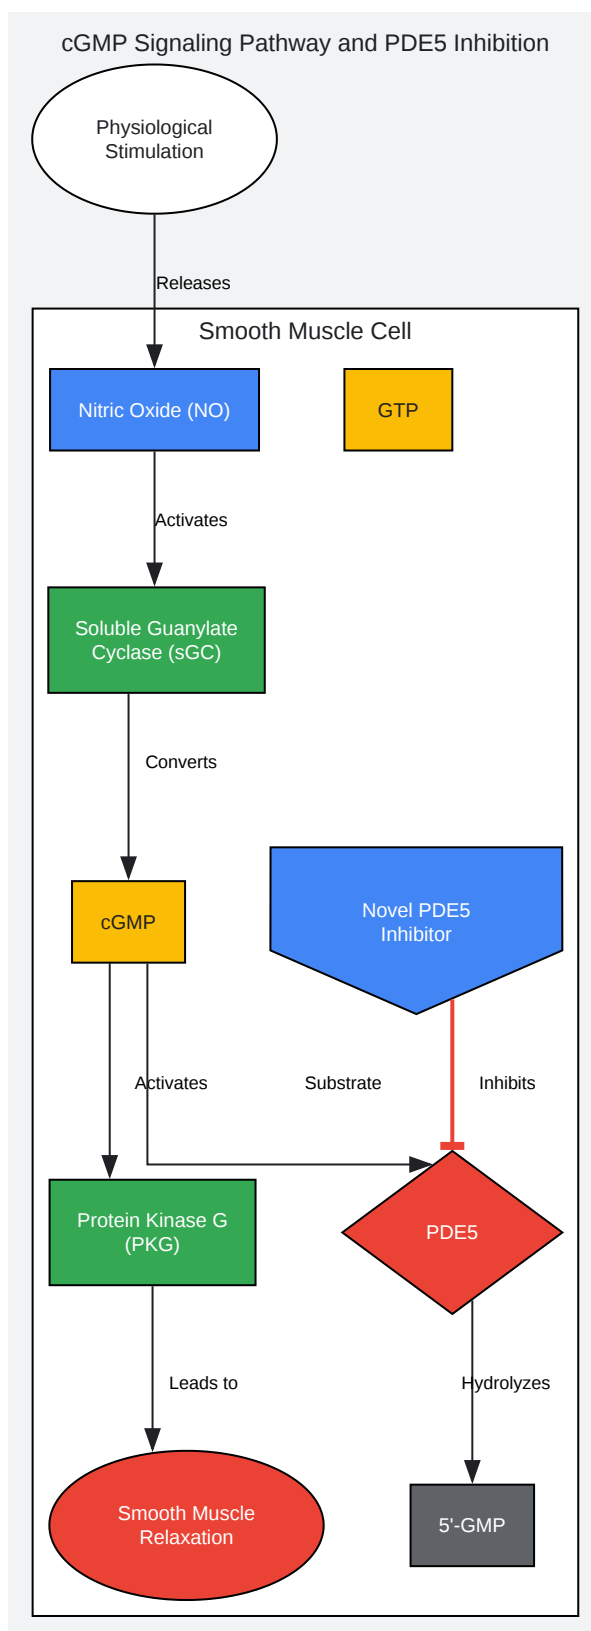 cGMP Signaling Pathway and PDE5 Inhibition
Physiological
Stimulation
Releases
Smooth Muscle Cell
Nitric Oxide (NO)
GTP
Activates
Soluble Guanylate
Cyclase (sGC)
Converts
cGMP
Novel PDE5
Inhibitor
Activates
Substrate
Inhibits
Protein Kinase G
(PKG)
PDE5
Leads to
Hydrolyzes
Smooth Muscle
Relaxation
5'-GMP